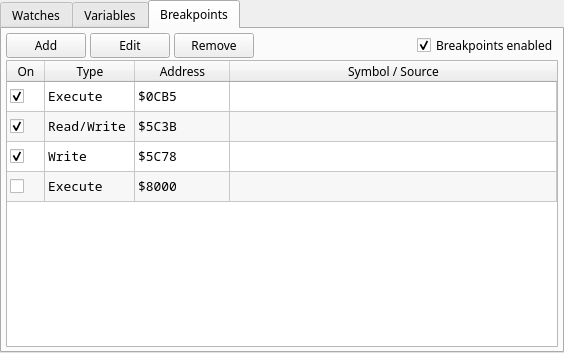 Watches Variables Breakpoints
Add Edit Remove Breakpoints enabled
On Type Address Symbol / Source
Execute $0CB5
Read/Write $5C3B
Write $5C78
Execute $8000